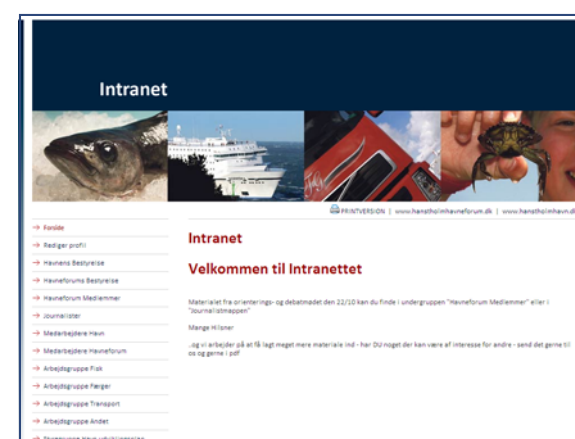 Intranet
PRINTVERSION | www.hanstholmhavneforum.dk | www.hanstholmhavn.d
Forside
Rediger profil
Havnens Bestyrelse
Havneforums Bestyrelse
Havneforum Medlemmer
Journalister
Medarbejdere Havn
Medarbejdere Havneforum
Arbejdsgruppe Fisk
Arbejdsgruppe Færger
Arbejdsgruppe Transport
Arbejdsgruppe Andet
Intranet
Velkommen til Intranettet
Materialet fra orienterings- og debatmødet den 22/10 kan du finde i undergruppen "Havneforum Medlemmer" eller i
"Journalistmappen"
Mange Hilsner
..og vi arbejder på at få lagt meget mere materiale ind - har DU noget der kan være af interesse for andre - send det gerne til
os og gerne i pdf